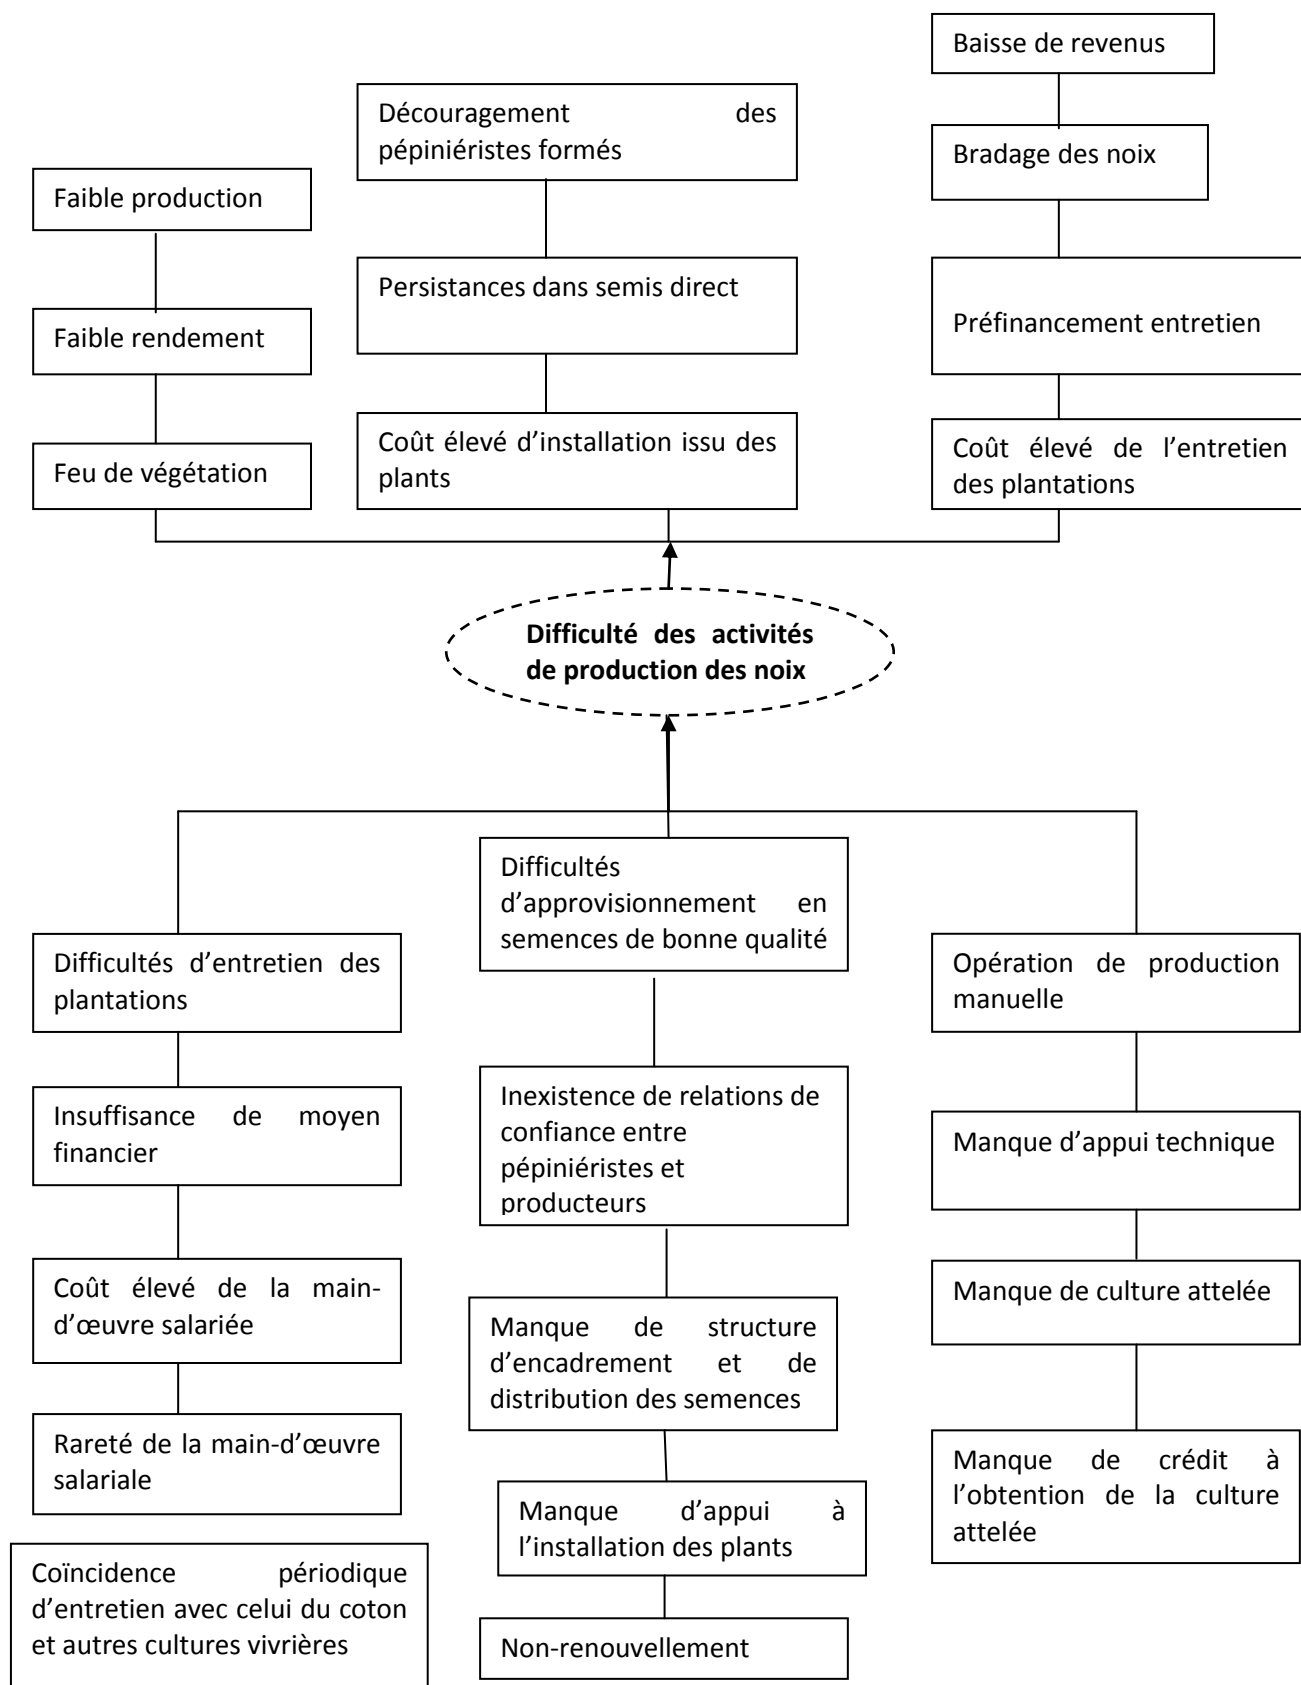 Baisse de revenus
Découragement des
pépiniéristes formés
Bradage des noix
Faible production
Persistances dans semis direct
Préfinancement entretien
Faible rendement
Coût élevé d’installation issu des
plants
Coût élevé de l’entretien
des plantations
Feu de végétation
Difficulté des activités
de production des noix
Difficultés
d’approvisionnement en
semences de bonne qualité
Difficultés d’entretien des
plantations
Opération de production
manuelle
Inexistence de relations de
confiance entre
pépiniéristes et
producteurs
Insuffisance de moyen
financier
Manque d’appui technique
Coût élevé de la main-
d’œuvre salariée
Manque de culture attelée
Manque de structure
d’encadrement et de
distribution des semences
Rareté de la main-d’œuvre
salariale
Manque de crédit à
l’obtention de la culture
attelée
Manque d’appui à
l’installation des plants
Coïncidence périodique
d’entretien avec celui du coton
et autres cultures vivrières
Non-renouvellement